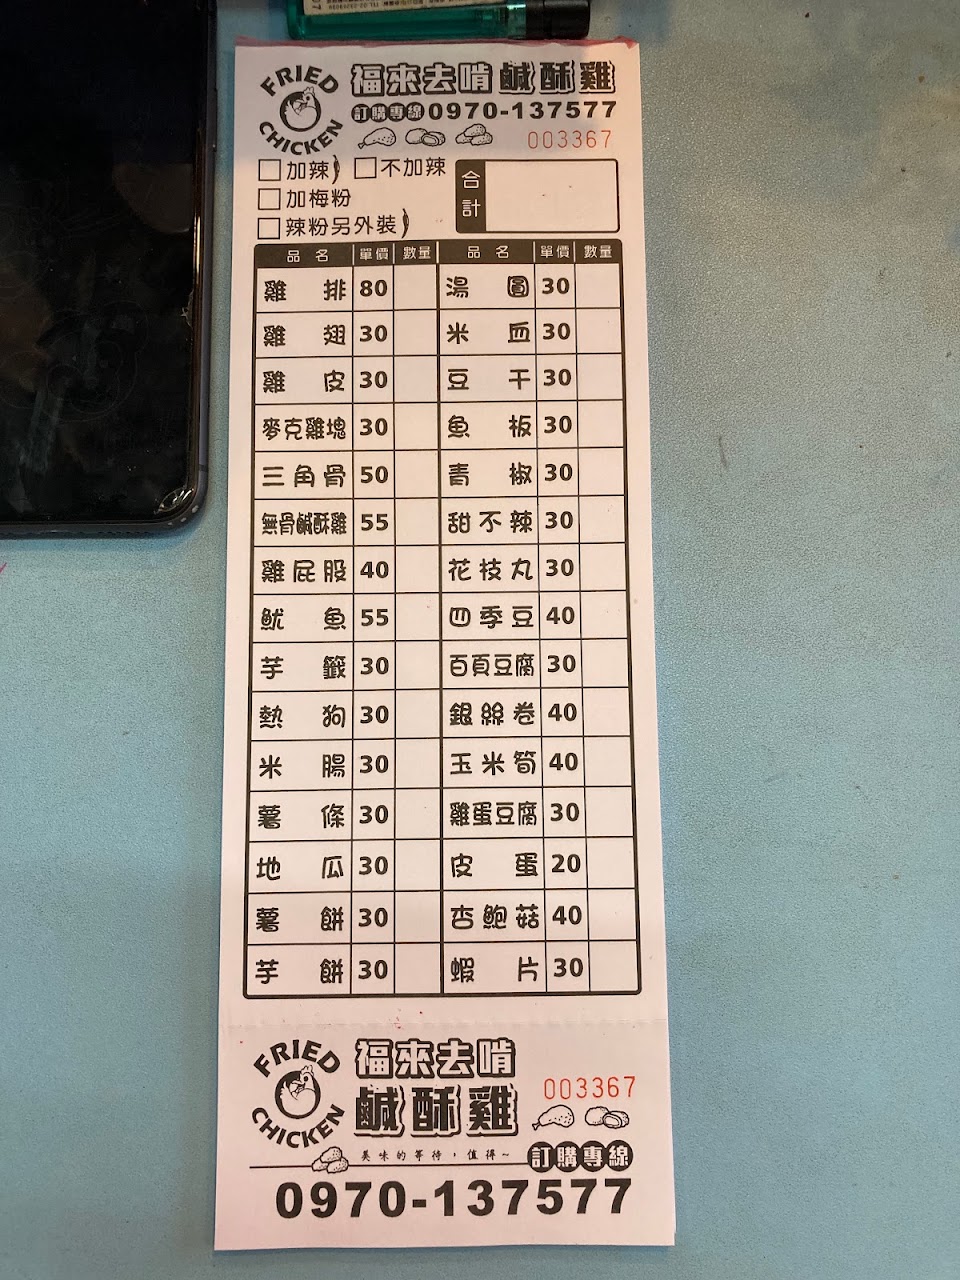 FRIED
CHICKEN
福來去啃鹹酥雞
訂購專線0970-137577
003367
加辣 不加辣
合計
加梅粉
辣粉另外裝
品名 單價 數量 品名 單價 數量
雞排 80 湯圓 30
雞翅 30 米血 30
雞皮 30 豆干 30
麥克雞塊 30 魚板 30
三角骨 50 青椒 30
無骨鹹酥雞 55 甜不辣 30
雞屁股 40 花枝丸 30
魷魚 55 四季豆 40
芋籤 30 百頁豆腐 30
熱狗 30 銀絲卷 40
米腸 30 玉米筍 40
薯條 30 雞蛋豆腐 30
地瓜 30 皮蛋 20
薯餅 30 杏鮑菇 40
芋餅 30 蝦片 30
FRIED
CHICKEN
福來去啃
鹹酥雞
003367
美味的等待，值得~
訂購專線
0970-137577